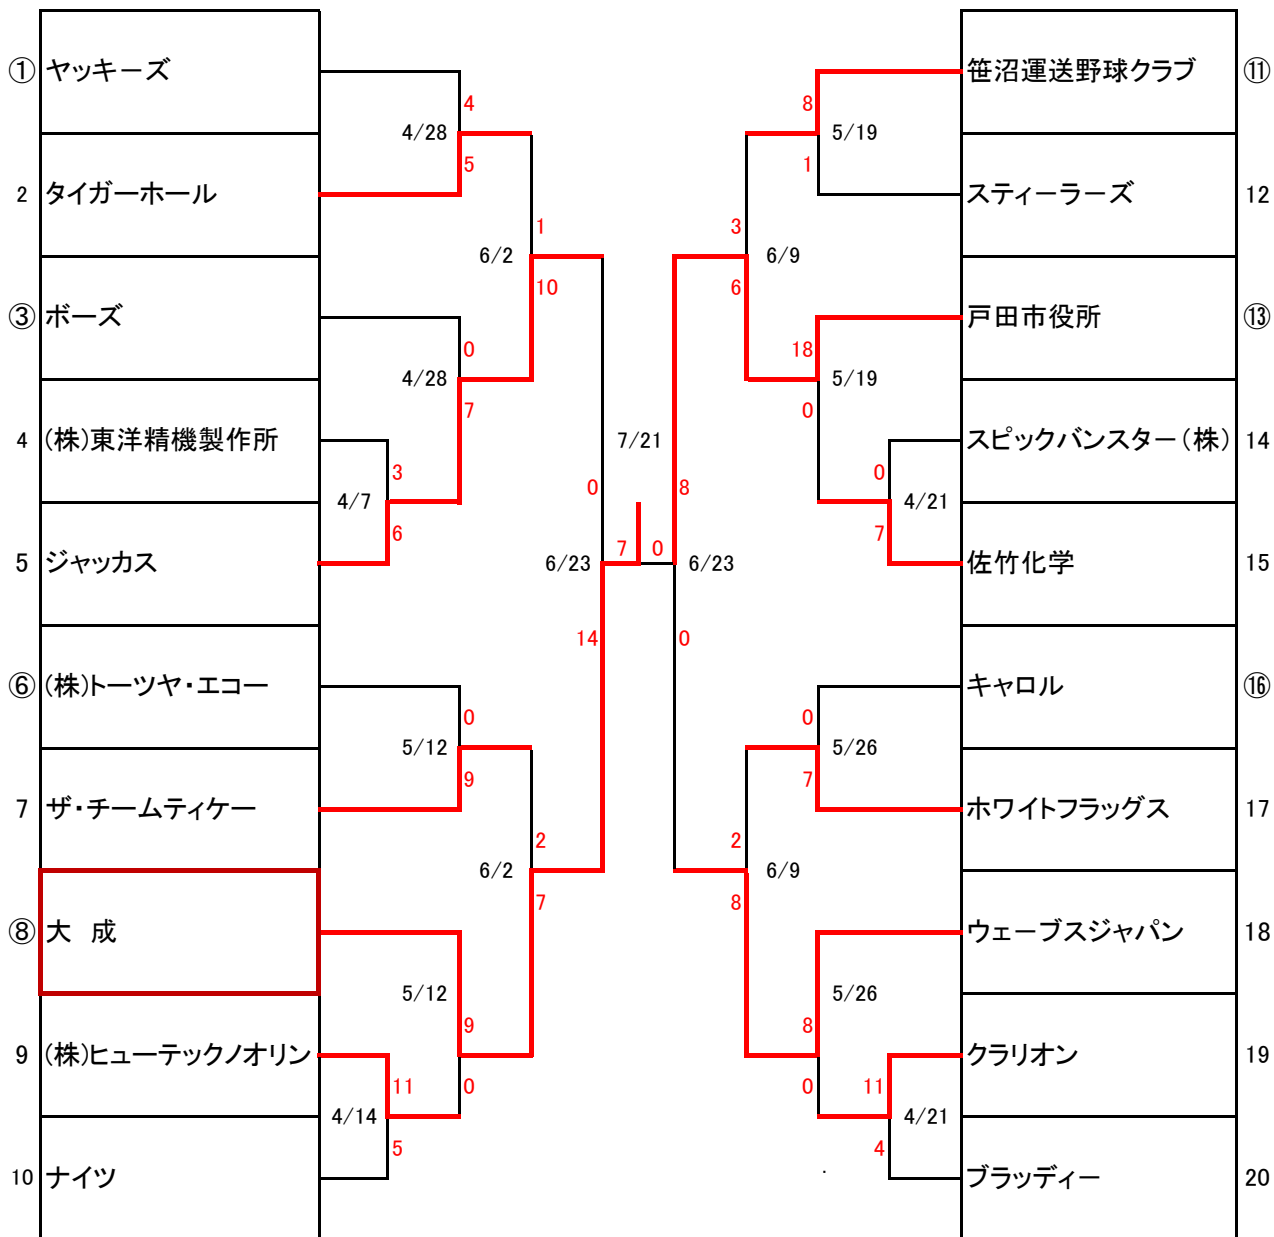 ① ヤッキーズ
2 タイガーホール
③ ボーズ
4 (株)東洋精機製作所
5 ジャッカス
⑥ (株)トーツヤ・エコー
7 ザ・チームティケー
⑧ 大 成
9 (株)ヒューテックノオリン
10 ナイツ
4/28
4
5
4/28
0
7
4/7
3
6
6/2
1
10
5/12
0
9
5/12
9
0
4/14
11
5
6/2
2
7
6/23
0
14
7/21
7 0
6/23
8
0
6/9
3
6
5/19
8
1
5/19
18
0
4/21
0
7
6/9
2
8
5/26
0
7
5/26
8
0
4/21
11
4
笹沼運送野球クラブ ⑪
スティーラーズ 12
戸田市役所 ⑬
スピックバンスター(株) 14
佐竹化学 15
キャロル ⑯
ホワイトフラッグス 17
ウェーブスジャパン 18
クラリオン 19
ブラッディー 20